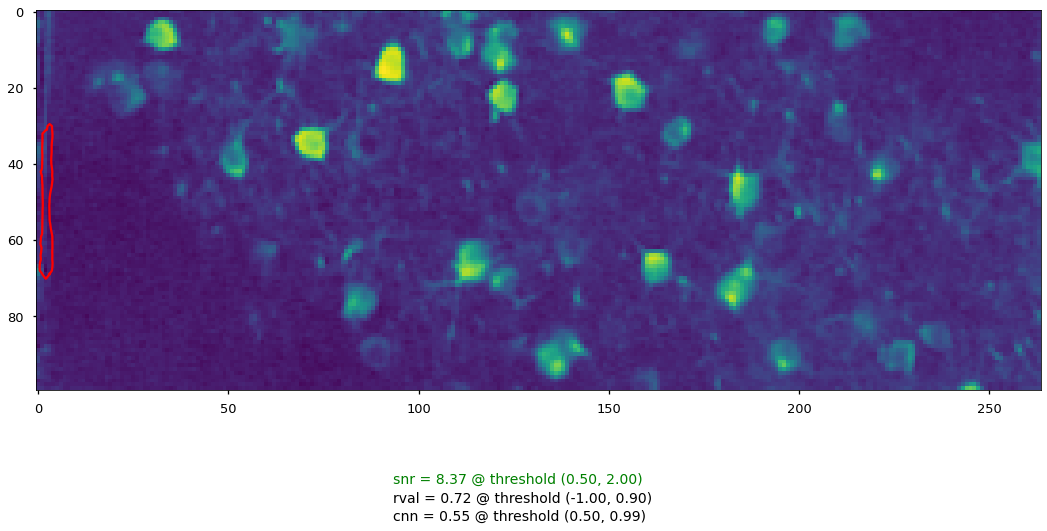 0
20
40
60
80
0 50 100 150 200 250
snr = 8.37 @ threshold (0.50, 2.00)
rval = 0.72 @ threshold (-1.00, 0.90)
cnn = 0.55 @ threshold (0.50, 0.99)